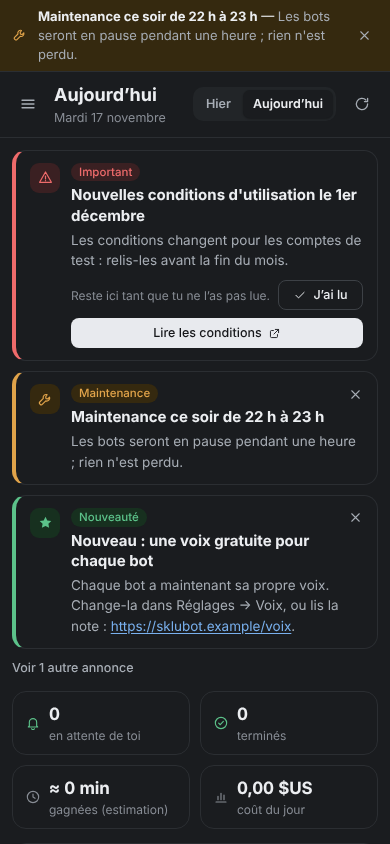 Maintenance ce soir de 22 h à 23 h — Les bots
seront en pause pendant une heure ; rien n'est
perdu.
Aujourd’hui
Mardi 17 novembre
Hier
Aujourd’hui
Important
Nouvelles conditions d'utilisation le 1er
décembre
Les conditions changent pour les comptes de
test : relis-les avant la fin du mois.
Reste ici tant que tu ne l’as pas lue.
J’ai lu
Lire les conditions
Maintenance
Maintenance ce soir de 22 h à 23 h
Les bots seront en pause pendant une heure
; rien n'est perdu.
Nouveauté
Nouveau : une voix gratuite pour
chaque bot
Chaque bot a maintenant sa propre voix.
Change-la dans Réglages → Voix, ou lis la
note : https://sklubot.example/voix.
Voir 1 autre annonce
0
en attente de toi
0
terminés
≈ 0 min
gagnées (estimation)
0,00 $US
coût du jour